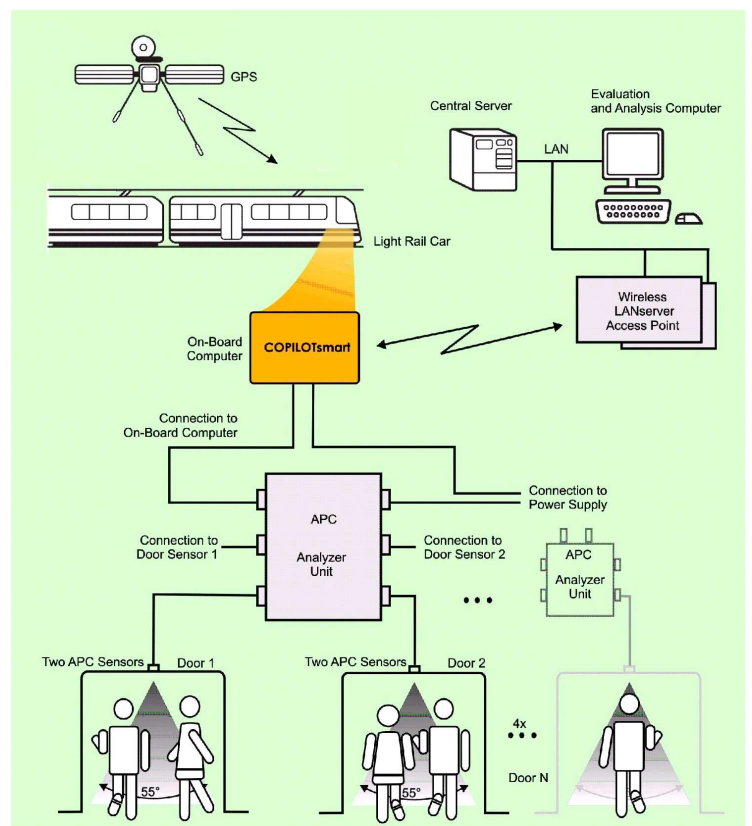 GPS
Central Server
Evaluation
and Analysis Computer
LAN
Light Rail Car
Wireless
LANserver
Access Point
On-Board
Computer
COPILOTsmart
Connection to
On-Board Computer
APC
Analyzer
Unit
Connection to
Power Supply
Connection to
Door Sensor 1
Connection to
Door Sensor 2
APC
Analyzer
Unit
Two APC Sensors
Door 1
Two APC Sensors
Door 2
4x
Door N
55°
55°